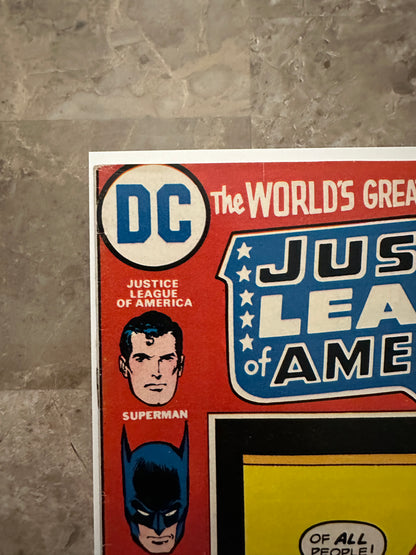 DC
The WORLD'S GREA
JUSTICE
LEAGUE
OF AMERICA
JUS
LEA
of AME
SUPERMAN
OF ALL
PEOPLE!